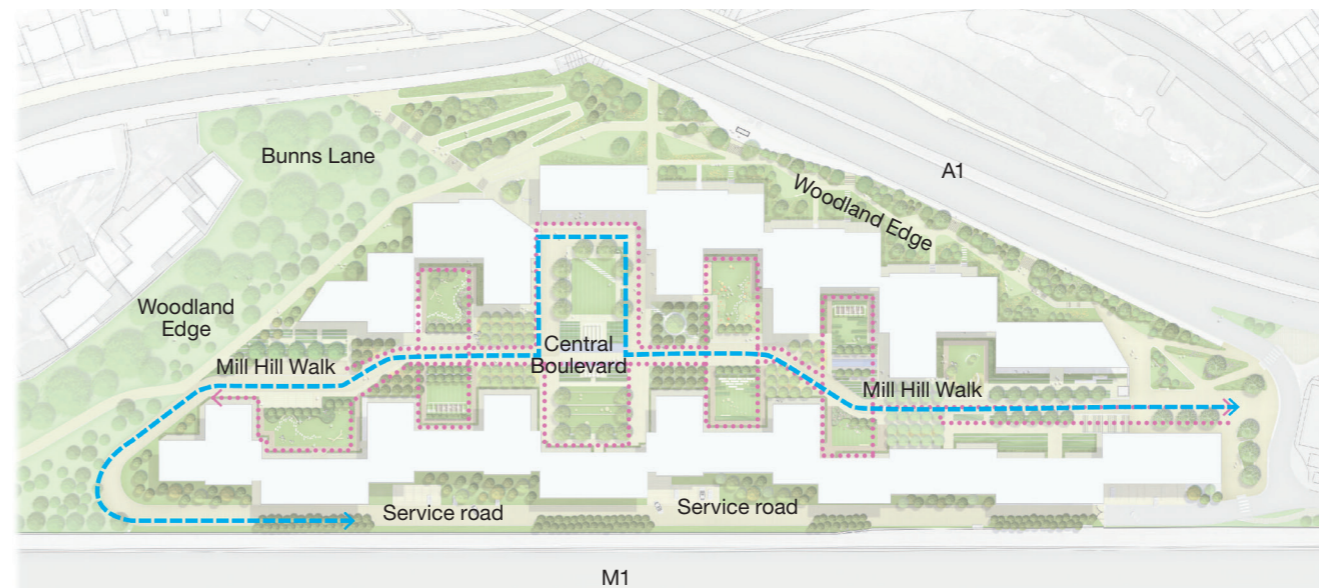 Bunns Lane
A1
Woodland Edge
Woodland
Edge
Central
Boulevard
Mill Hill Walk
Mill Hill Walk
Service road
Service road
M1